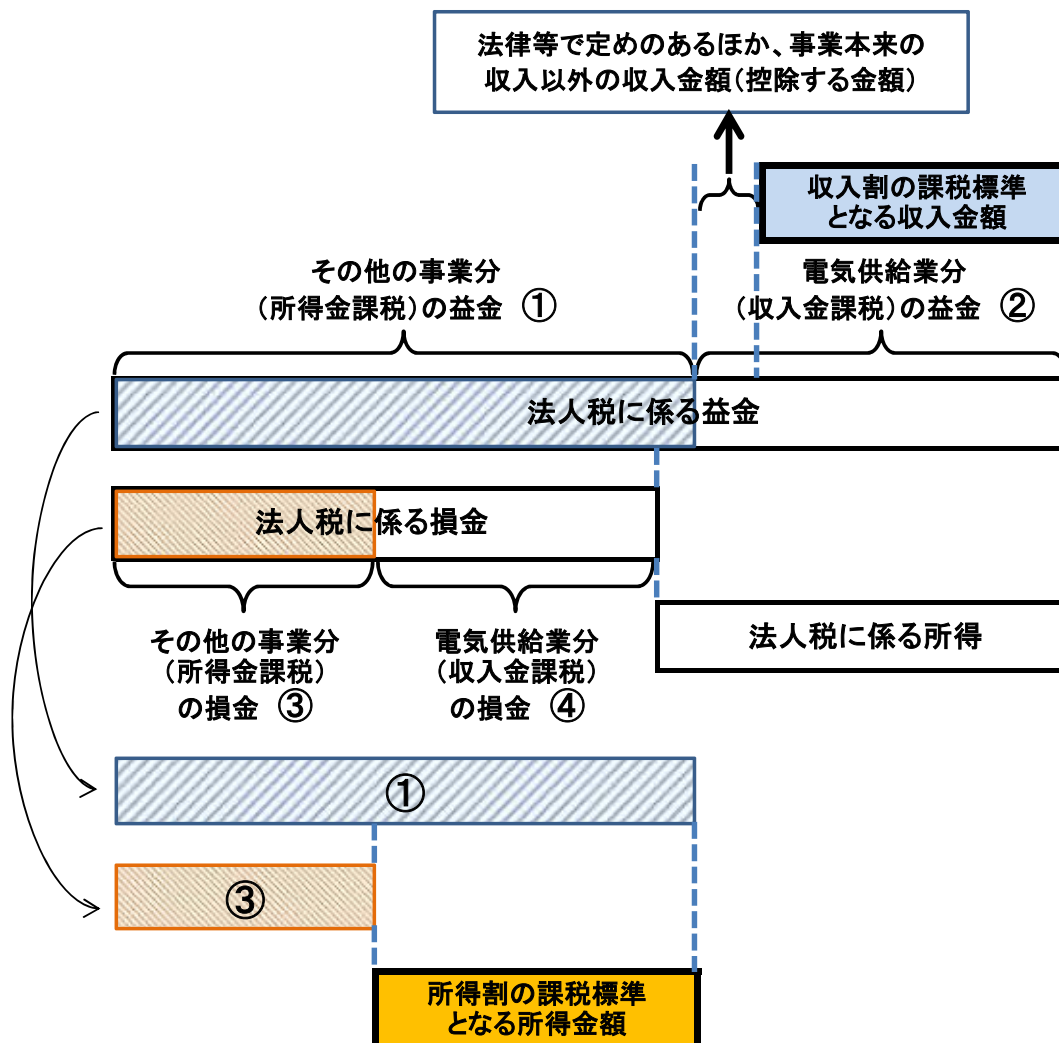 法律等で定めのあるほか、事業本来の
収入以外の収入金額(控除する金額)
収入割の課税標準
となる収入金額
その他の事業分
(所得金課税)の益金 ①
電気供給業分
(収入金課税)の益金 ②
法人税に係る益金
法人税に係る損金
その他の事業分
(所得金課税)
の損金 ③
電気供給業分
(収入金課税)
の損金 ④
法人税に係る所得
①
③
所得割の課税標準
となる所得金額